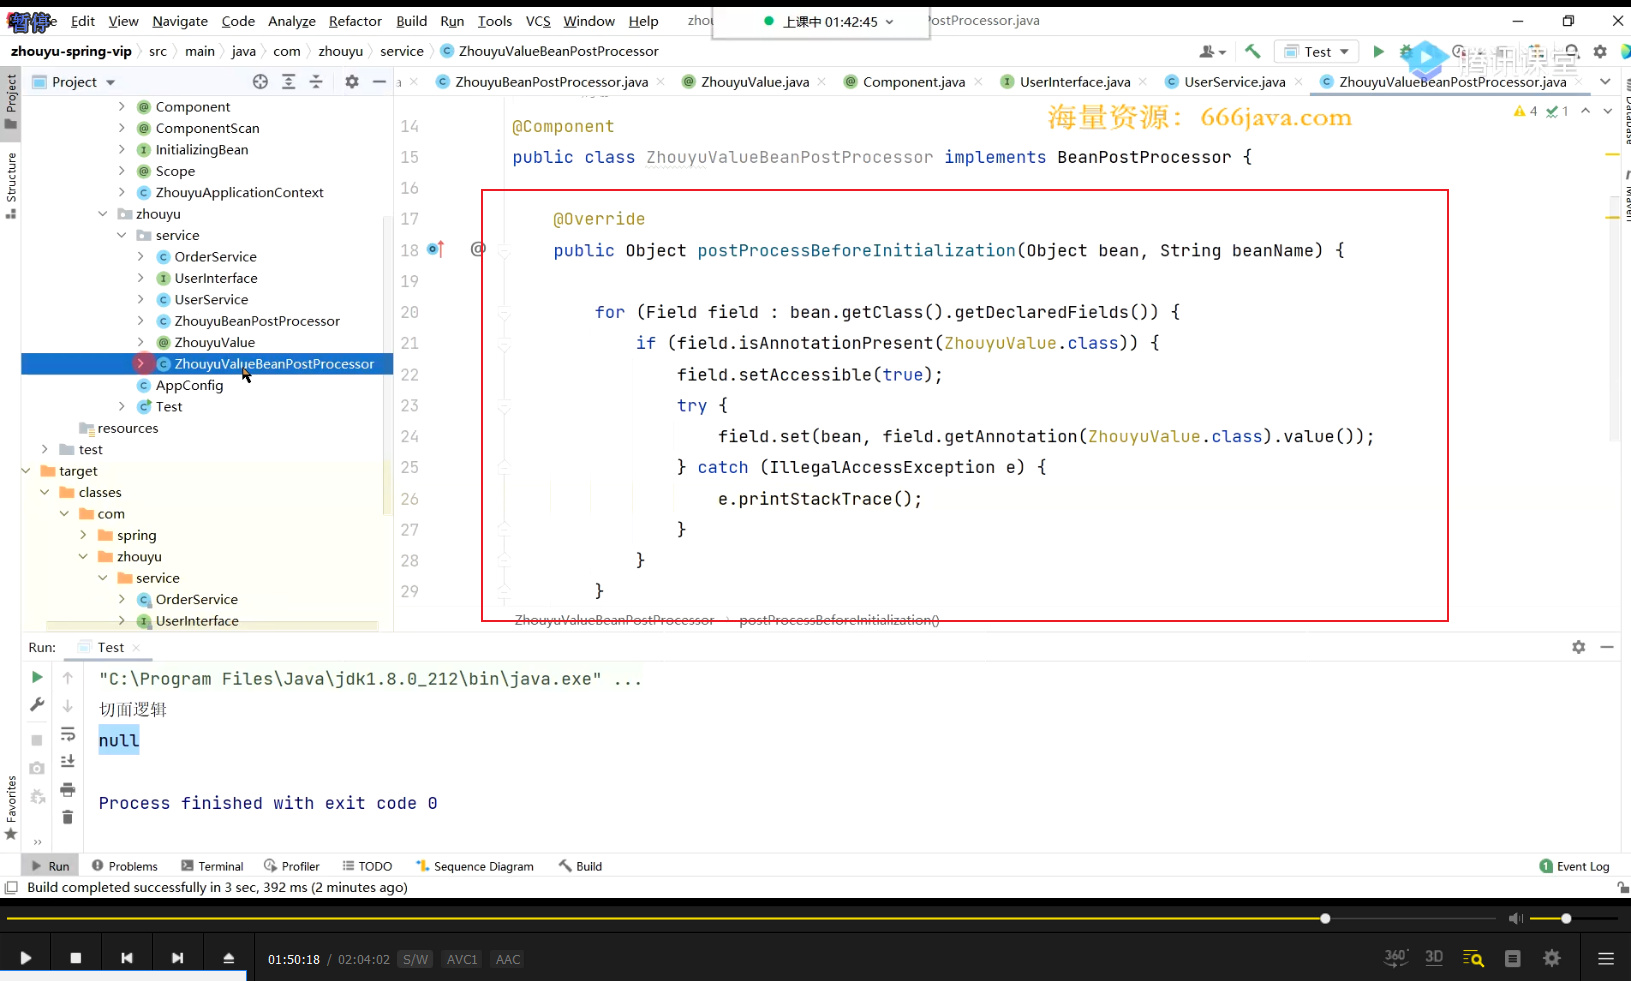 暂停 Edit View Navigate Code Analyze Refactor Build Run Tools VCS Window Help zhou 上课中 01:42:45 PostProcessor.java
zhouyu-spring-vip src main java com zhouyu service ZhouyuValueBeanPostProcessor Test
腾讯课堂
Project
ZhouyuBeanPostProcessor.java ZhouyuValue.java Component.java UserInterface.java UserService.java ZhouyuValueBeanPostProcessor.java
海量资源：666java.com
4 1
Project
Structure
Favorites
Database
Maven
Component
ComponentScan
InitializingBean
Scope
ZhouyuApplicationContext
zhouyu
service
OrderService
UserInterface
UserService
ZhouyuBeanPostProcessor
ZhouyuValue
ZhouyuValueBeanPostProcessor
AppConfig
Test
resources
test
target
classes
com
spring
zhouyu
service
OrderService
UserInterface
14 @Component
15 public class ZhouyuValueBeanPostProcessor implements BeanPostProcessor {
16
17 @Override
18 @ public Object postProcessBeforeInitialization(Object bean, String beanName) {
19
20 for (Field field : bean.getClass().getDeclaredFields()) {
21 if (field.isAnnotationPresent(ZhouyuValue.class)) {
22 field.setAccessible(true);
23 try {
24 field.set(bean, field.getAnnotation(ZhouyuValue.class).value());
25 } catch (IllegalAccessException e) {
26 e.printStackTrace();
27 }
28 }
29 }
ZhouyuValueBeanPostProcessor postProcessBeforeInitialization()
Run: Test
"C:\Program Files\Java\jdk1.8.0_212\bin\java.exe" ...
切面逻辑
null
Process finished with exit code 0
Run Problems Terminal Profiler TODO Sequence Diagram Build 1 Event Log
Build completed successfully in 3 sec, 392 ms (2 minutes ago)
01:50:18 / 02:04:02 S/W AVC1 AAC 360° 3D